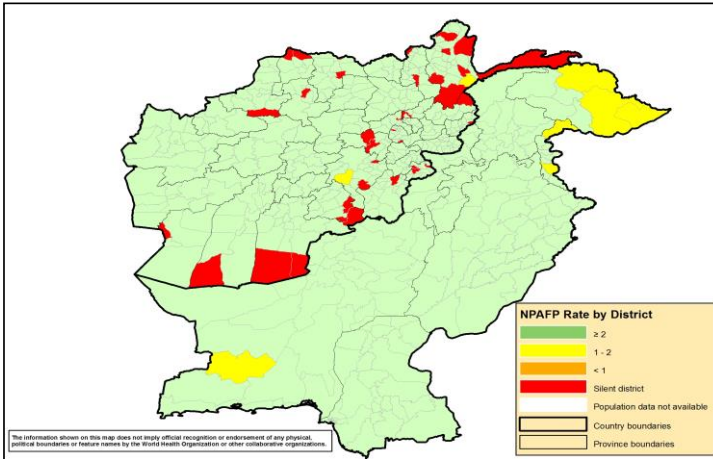 NPAFP Rate by District
≥ 2
1 - 2
< 1
Silent district
Population data not available
Country boundaries
Province boundaries
The information shown on this map does not imply official recognition or endorsement of any physical,
political boundaries or feature names by the World Health Organization or other collaborative organizations.